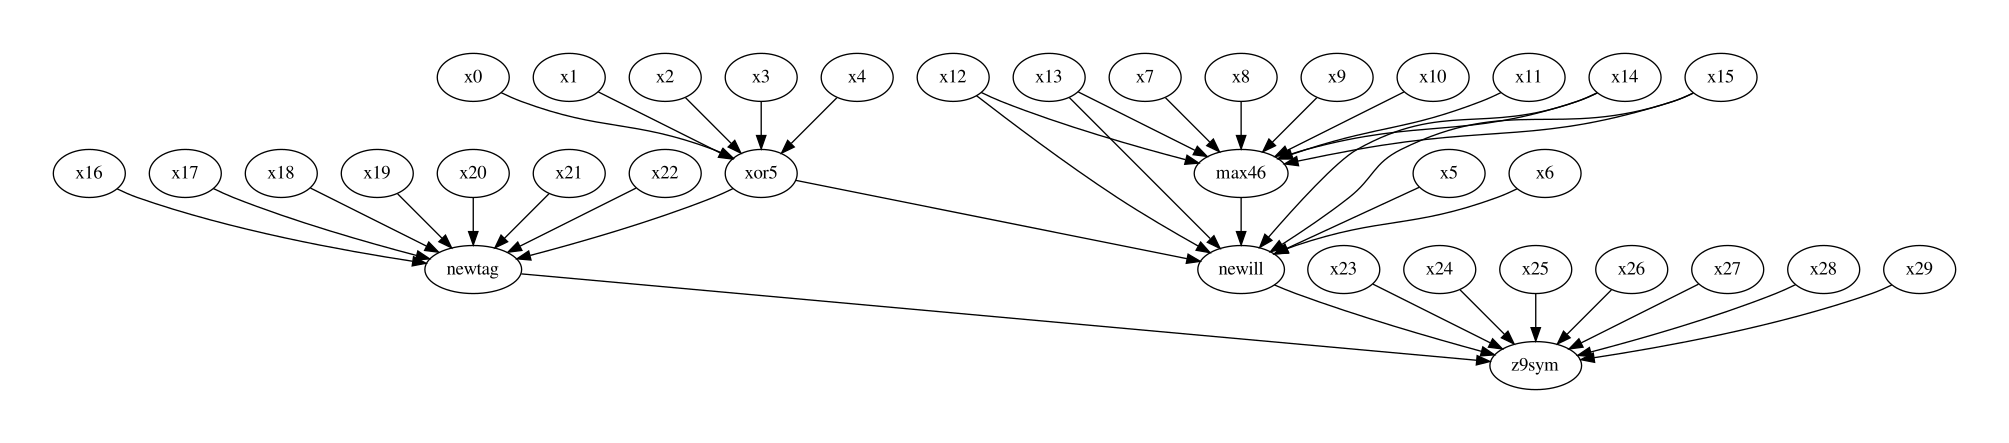 x0 x1 x2 x3 x4 x12 x13 x7 x8 x9 x10 x11 x14 x15
x16 x17 x18 x19 x20 x21 x22 xor5 max46 x5 x6
newtag newill x23 x24 x25 x26 x27 x28 x29
z9sym